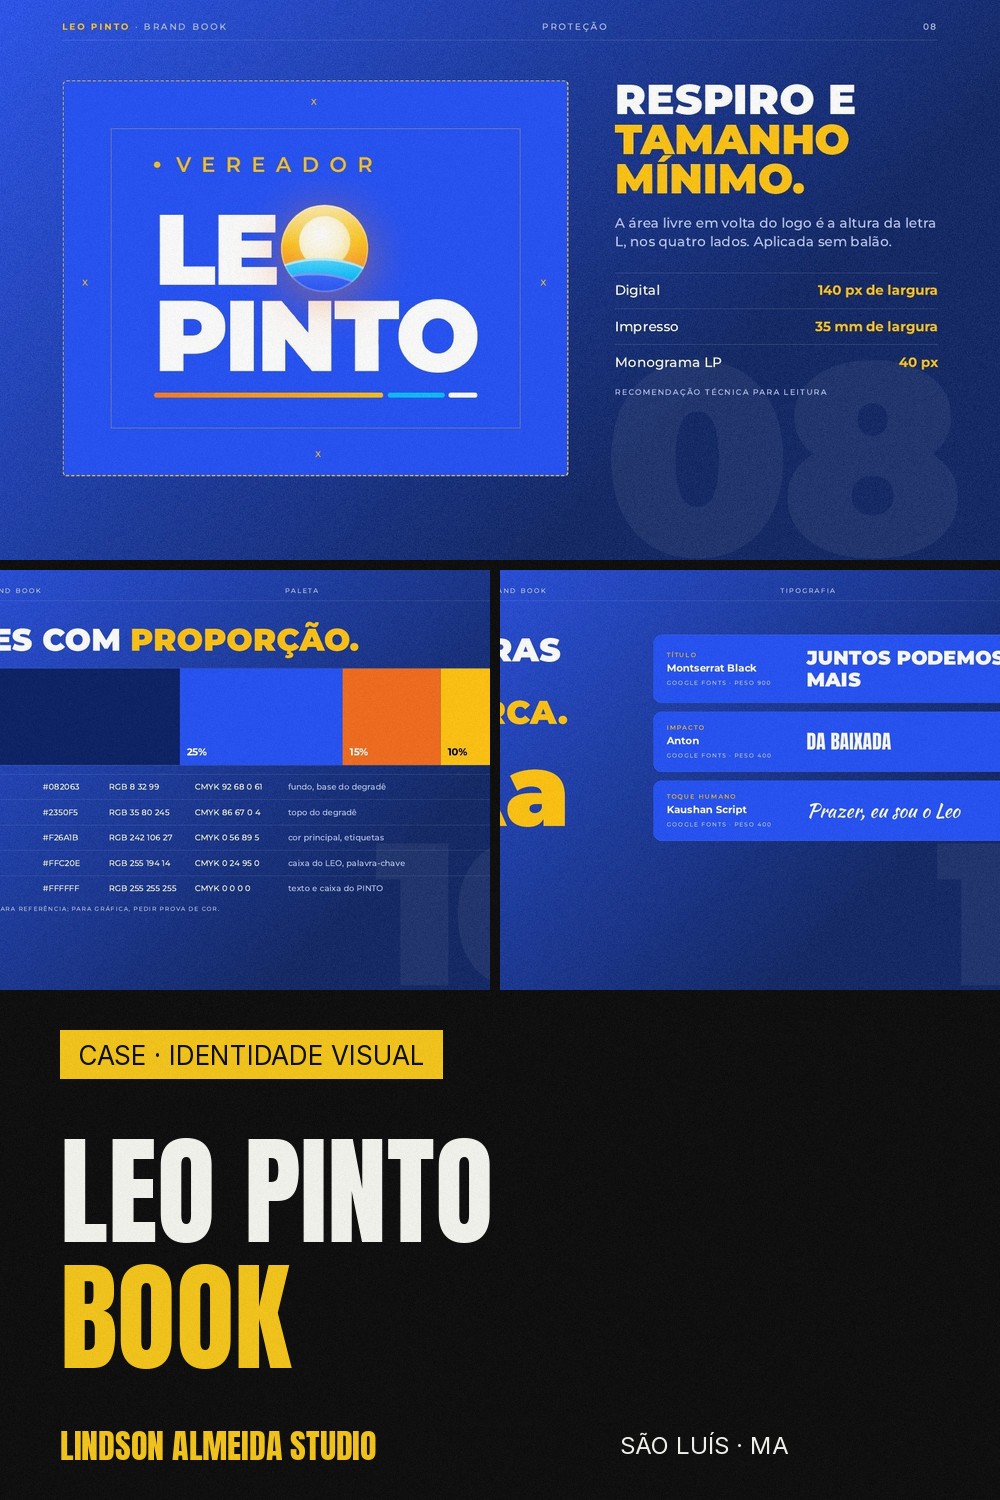 LEO PINTO · BRAND BOOK
PROTEÇÃO
08
X
• VEREADOR
LEO
PINTO
X
X
X
RESPIRO E
TAMANHO
MÍNIMO.
A área livre em volta do logo é a altura da letra
L, nos quatro lados. Aplicada sem balão.
Digital 140 px de largura
Impresso 35 mm de largura
Monograma LP 40 px
RECOMENDAÇÃO TÉCNICA PARA LEITURA
08
ND BOOK
PALETA
ES COM PROPORÇÃO.
25%
15%
10%
#082063 RGB 8 32 99 CMYK 92 68 0 61 fundo, base do degradê
#2350F5 RGB 35 80 245 CMYK 86 67 0 4 topo do degradê
#F26A1B RGB 242 106 27 CMYK 0 56 89 5 cor principal, etiquetas
#FFC20E RGB 255 194 14 CMYK 0 24 95 0 caixa do LEO, palavra-chave
#FFFFFF RGB 255 255 255 CMYK 0 0 0 0 texto e caixa do PINTO
ARA REFERÊNCIA; PARA GRÁFICA, PEDIR PROVA DE COR.
AND BOOK
TIPOGRAFIA
RAS
RCA.
Aa
TÍTULO
Montserrat Black
GOOGLE FONTS · PESO 900
JUNTOS PODEMOS
MAIS
IMPACTO
Anton
GOOGLE FONTS · PESO 400
DA BAIXADA
TOQUE HUMANO
Kaushan Script
GOOGLE FONTS · PESO 400
Prazer, eu sou o Leo
CASE · IDENTIDADE VISUAL
LEO PINTO
BOOK
LINDSON ALMEIDA STUDIO
SÃO LUÍS · MA